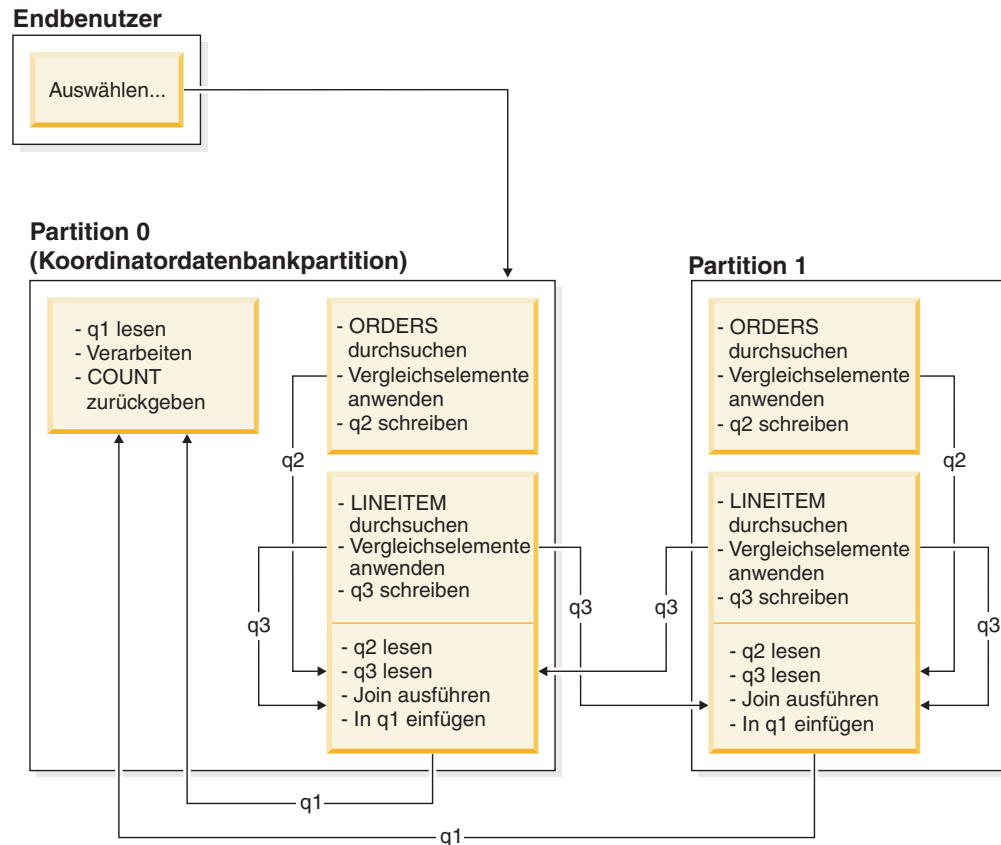 Endbenutzer
Auswählen...
Partition 0
(Koordinatordatenbankpartition)
- q1 lesen
- Verarbeiten
- COUNT
zurückgeben
- ORDERS
durchsuchen
- Vergleichselemente
anwenden
- q2 schreiben
q2
- LINEITEM
durchsuchen
- Vergleichselemente
anwenden
- q3 schreiben
q3
- q2 lesen
- q3 lesen
- Join ausführen
- In q1 einfügen
q3
q3
Partition 1
- ORDERS
durchsuchen
- Vergleichselemente
anwenden
- q2 schreiben
q2
- LINEITEM
durchsuchen
- Vergleichselemente
anwenden
- q3 schreiben
q3
- q2 lesen
- q3 lesen
- Join ausführen
- In q1 einfügen
q1
q1